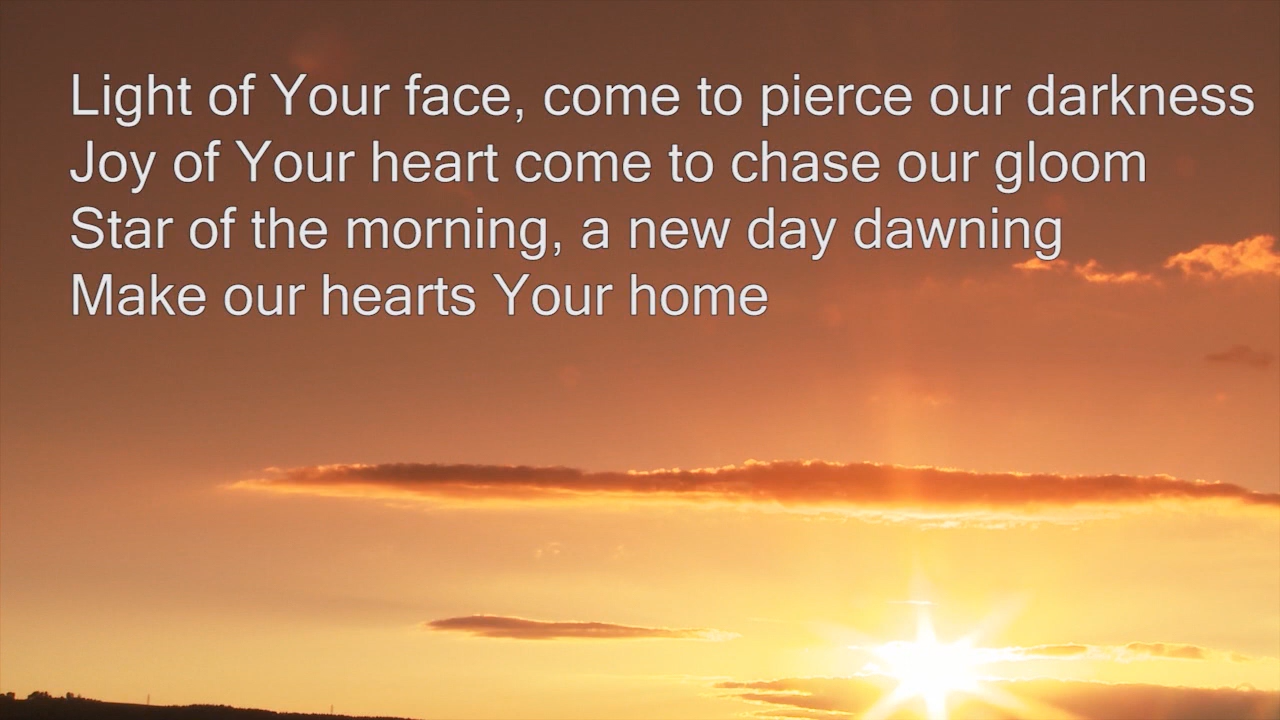 Light of Your face, come to pierce our darkness
Joy of Your heart come to chase our gloom
Star of the morning, a new day dawning
Make our hearts Your home